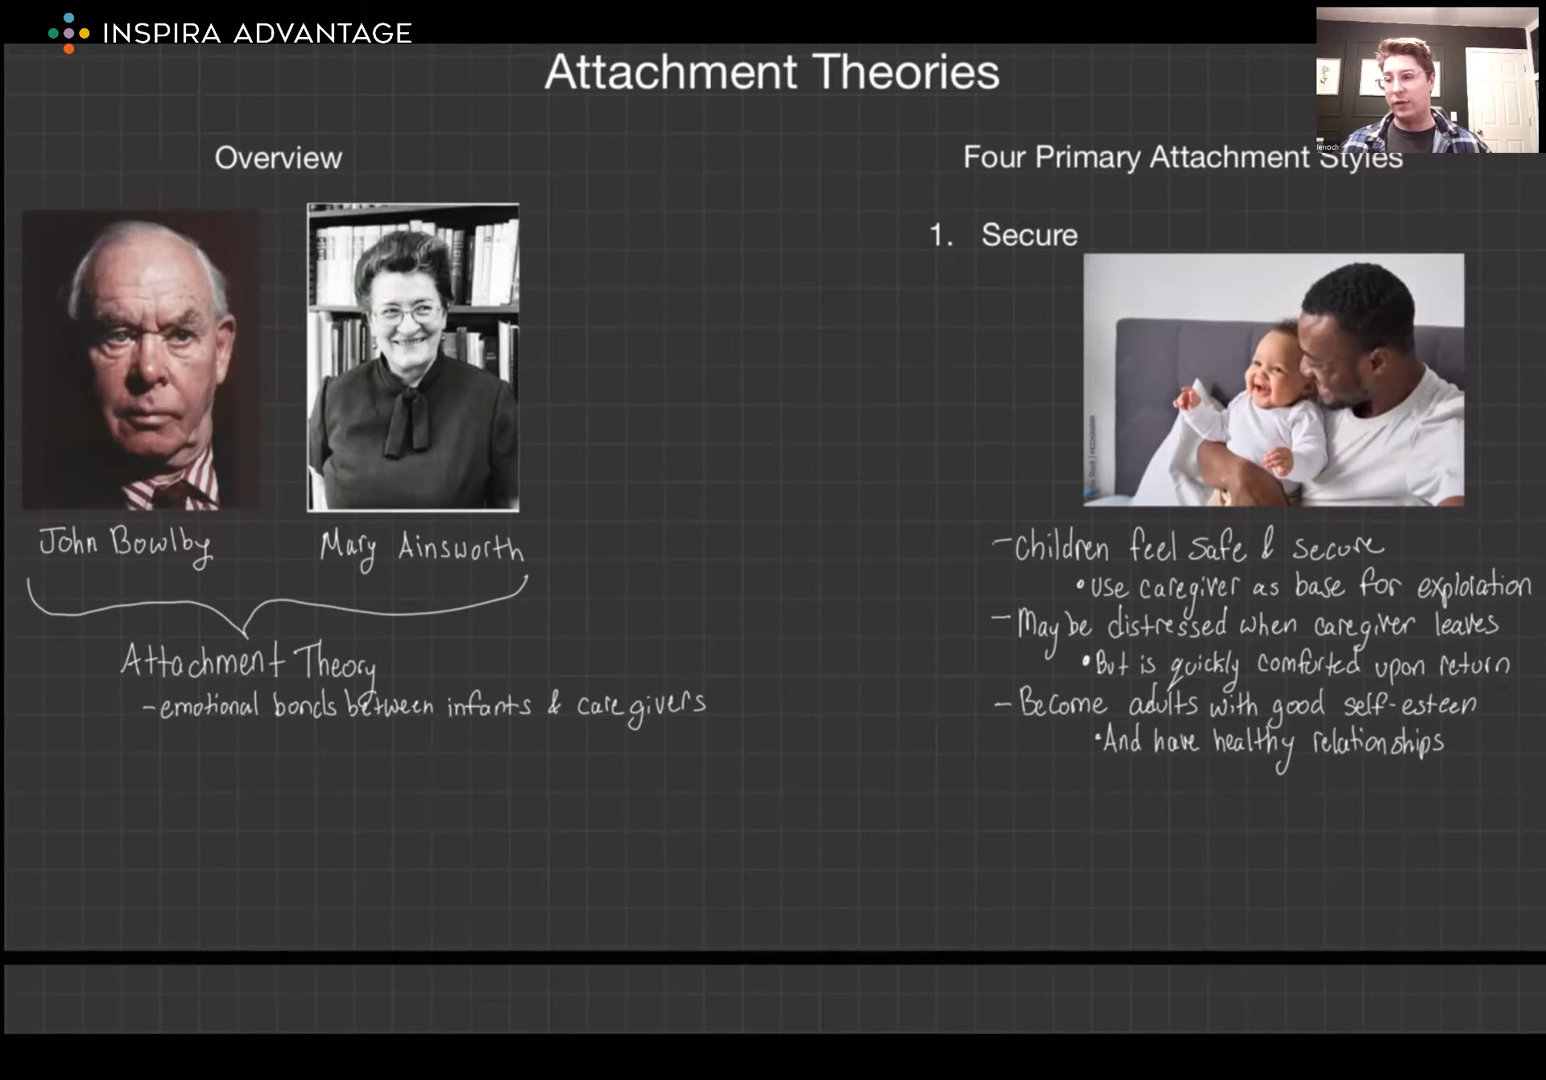 INSPIRA ADVANTAGE
Attachment Theories
Overview
John Bowlby
Mary Ainsworth
Attachment Theory
-emotional bonds between infants & caregivers
Four Primary Attachment Styles
1. Secure
-Children feel safe & secure
•Use caregiver as base for exploration
-May be distressed when caregiver leaves
•But is quickly comforted upon return
-Become adults with good self-esteen
•And have healthy relationships